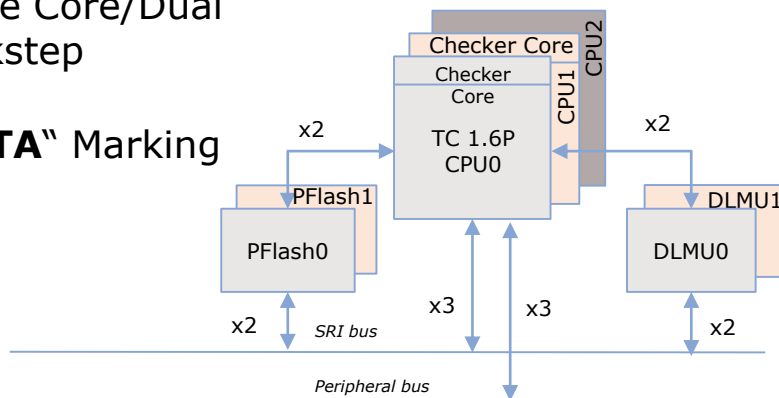 e Core/Dual
kstep
TA“ Marking
CPU2
Checker Core
CPU1
Checker
Core
TC 1.6P
CPU0
x2
x2
PFlash1
PFlash0
DLMU1
DLMU0
x2
SRI bus
x3
x3
x2
Peripheral bus